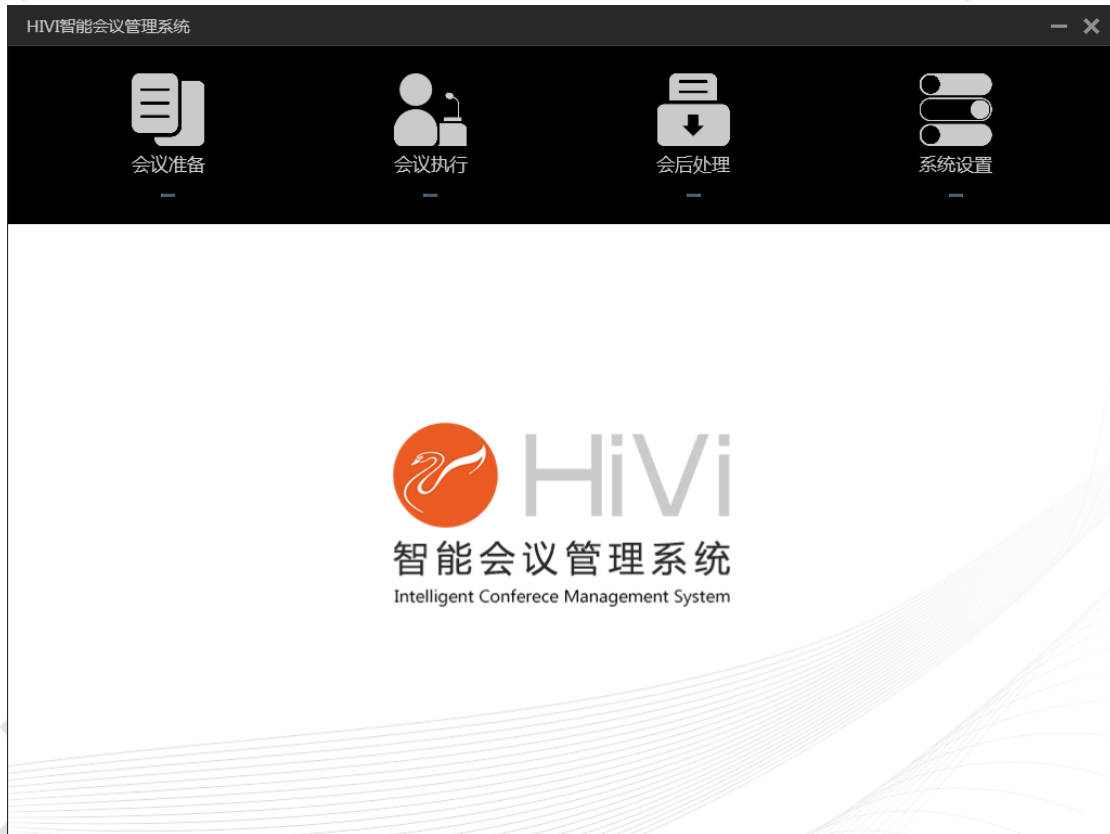 HIVI智能会议管理系统
会议准备
会议执行
会后处理
系统设置
HiVi
智能会议管理系统
Intelligent Conferece Management System